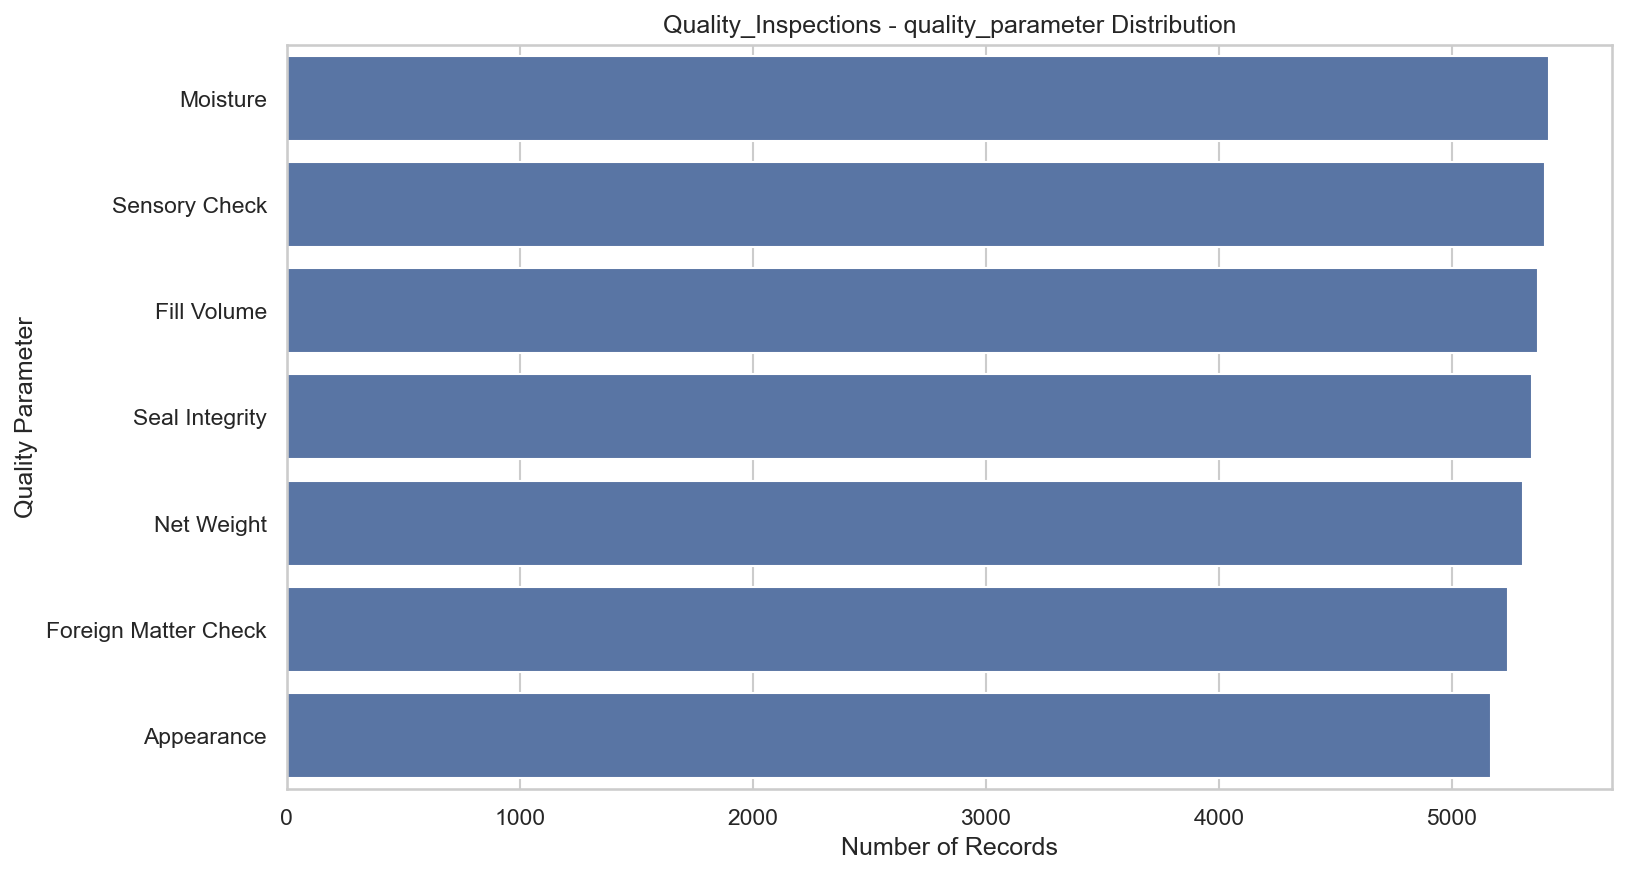 Quality_Inspections - quality_parameter Distribution
Quality Parameter
Moisture
Sensory Check
Fill Volume
Seal Integrity
Net Weight
Foreign Matter Check
Appearance
0 1000 2000 3000 4000 5000
Number of Records